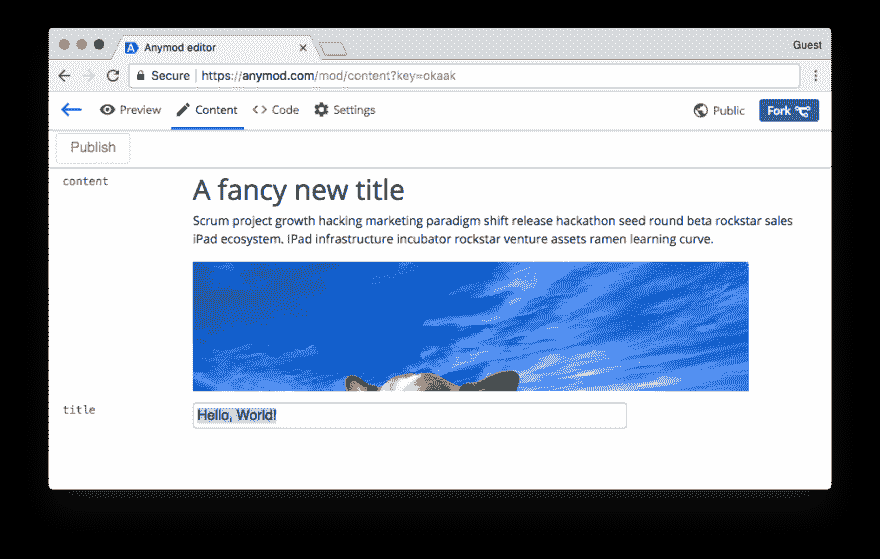 Anymod editor
Guest
Secure https://anymod.com/mod/content?key=okaak
Preview Content <> Code Settings Public Fork
Publish
content
A fancy new title
Scrum project growth hacking marketing paradigm shift release hackathon seed round beta rockstar sales
iPad ecosystem. IPad infrastructure incubator rockstar venture assets ramen learning curve.
title
Hello, World!